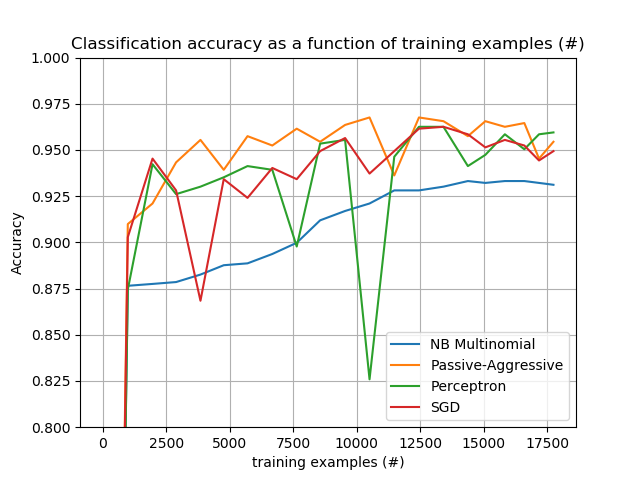 Classification accuracy as a function of training examples (#)
1.000
0.975
0.950
0.925
0.900
0.875
0.850
0.825
0.800
Accuracy
NB Multinomial
Passive-Aggressive
Perceptron
SGD
0 2500 5000 7500 10000 12500 15000 17500
training examples (#)